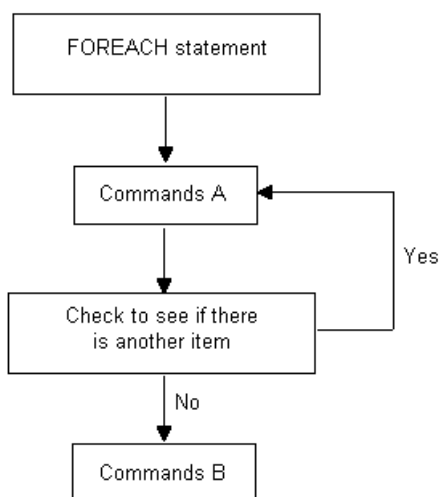 FOREACH statement
Commands A
Yes
Check to see if there
is another item
No
Commands B